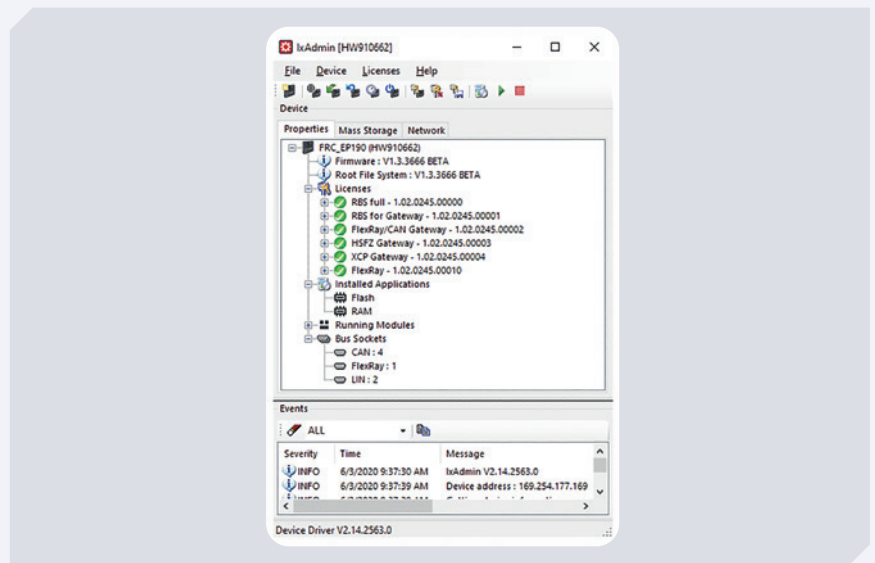 IxAdmin [HW910662]
File Device Licenses Help
Device
Properties Mass Storage Network
FRC_EP190 (HW910662)
Firmware : V1.3.3666 BETA
Root File System : V1.3.3666 BETA
Licenses
RBS full - 1.02.0245.00000
RBS for Gateway - 1.02.0245.00001
FlexRay/CAN Gateway - 1.02.0245.00002
HSFZ Gateway - 1.02.0245.00003
XCP Gateway - 1.02.0245.00004
FlexRay - 1.02.0245.00010
Installed Applications
Flash
RAM
Running Modules
Bus Sockets
CAN : 4
FlexRay : 1
LIN : 2
Events
ALL
Severity Time Message
INFO 6/3/2020 9:37:30 AM IxAdmin V2.14.2563.0
INFO 6/3/2020 9:37:39 AM Device address : 169.254.177.169
Device Driver V2.14.2563.0